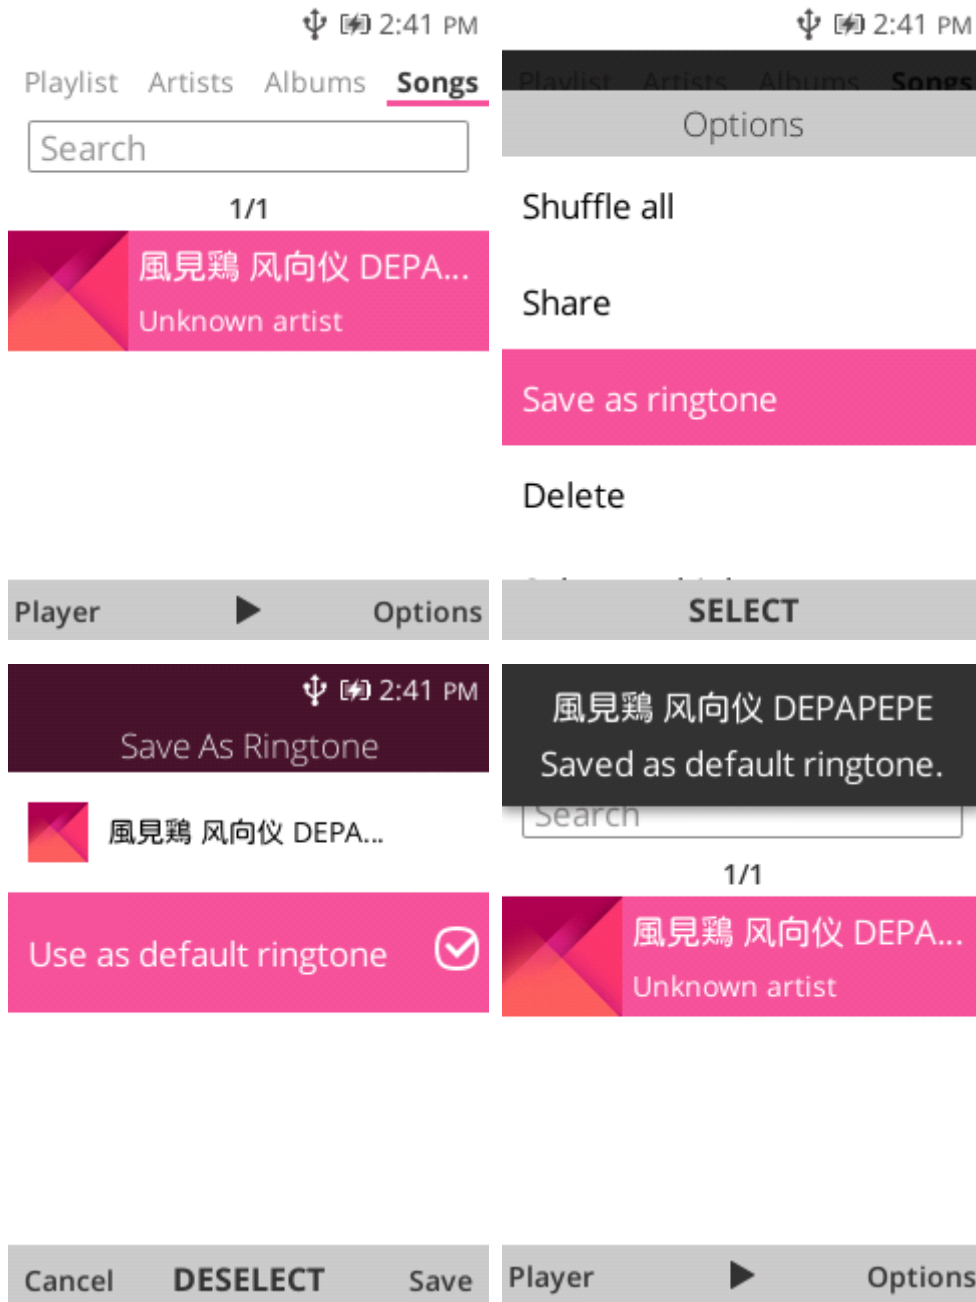 2:41 PM
Playlist Artists Albums Songs
Search
1/1
風見鶏 风向仪 DEPA...
Unknown artist
Player Options
2:41 PM
Playlist Artists Albums Songs
Options
Shuffle all
Share
Save as ringtone
Delete
SELECT
2:41 PM
Save As Ringtone
風見鶏 风向仪 DEPA...
Use as default ringtone
Cancel DESELECT Save
風見鶏 风向仪 DEPAPEPE
Saved as default ringtone.
Search
1/1
風見鶏 风向仪 DEPA...
Unknown artist
Player Options